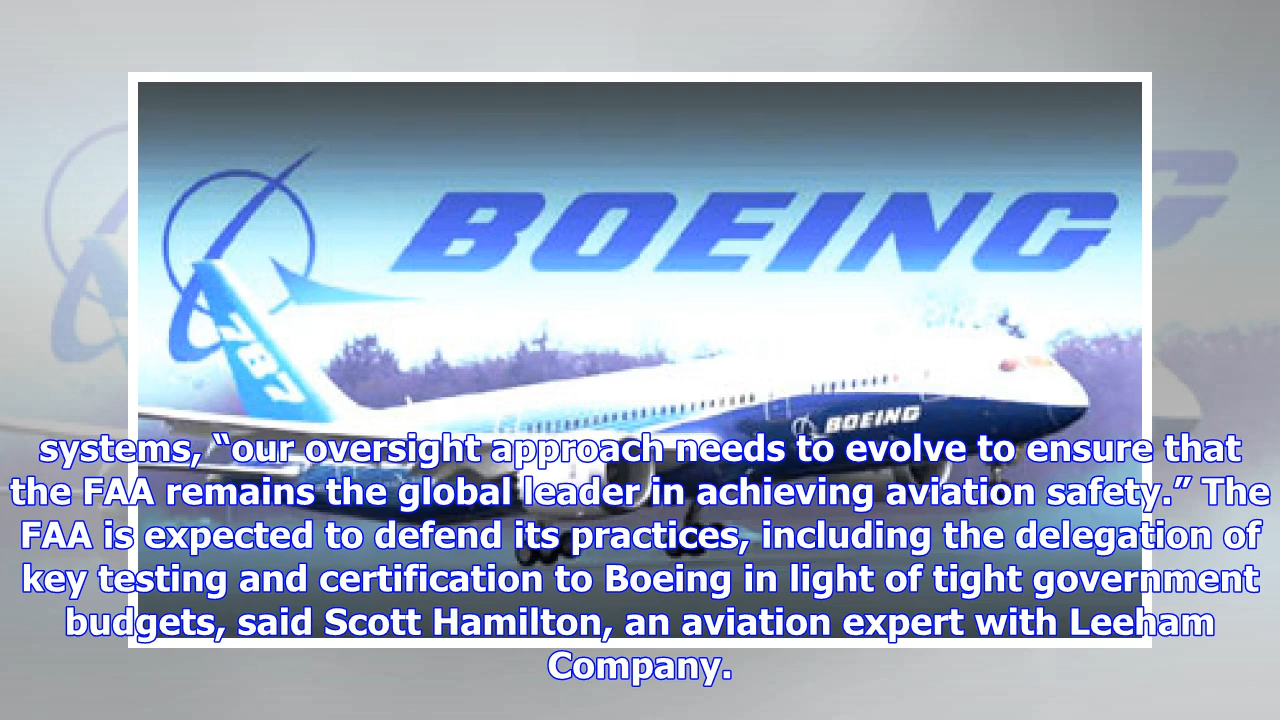 BOEING
787
BOEING
systems, “our oversight approach needs to evolve to ensure that
the FAA remains the global leader in achieving aviation safety.” The
FAA is expected to defend its practices, including the delegation of
key testing and certification to Boeing in light of tight government
budgets, said Scott Hamilton, an aviation expert with Leeham
Company.